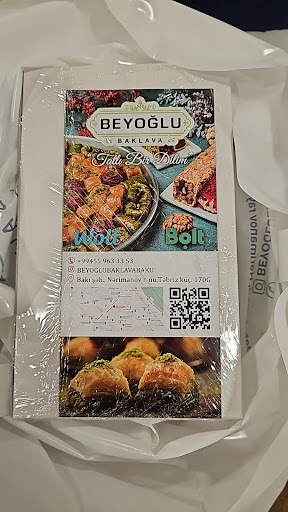 BEYOĞLU
BAKLAVA
Tatlı Bir Dilim
Wolt
Bolt
+99455 963 33 53
BEYOGLUBAKLAVABAKU
Bakı şəh., Nərimanov r-nu,Təbriz küç. 170G